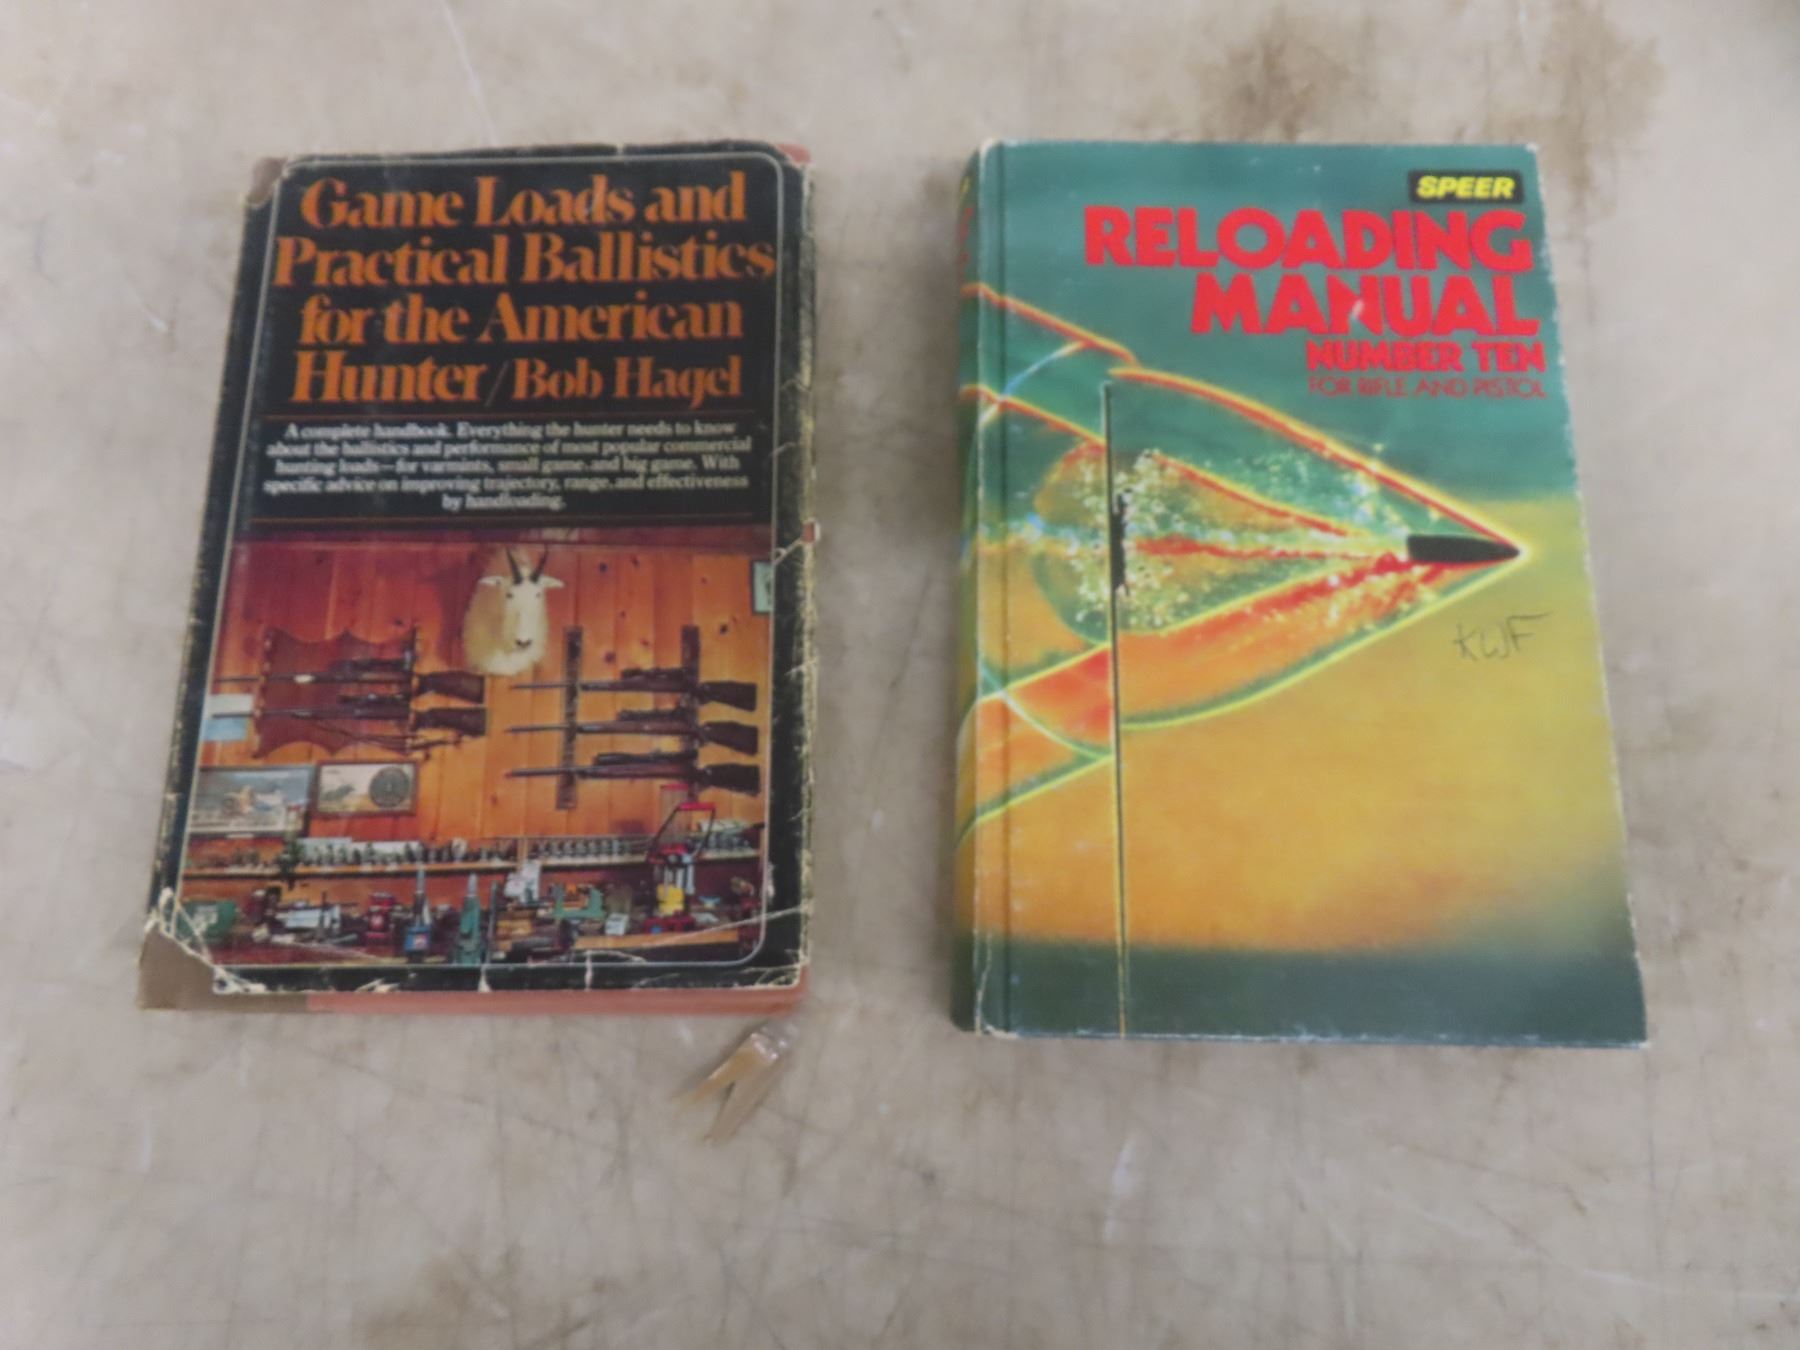 Game Loads and
Practical Ballistics
for the American
Hunter/Bob Hagel
A complete handbook. Everything the hunter needs to know
about the ballistics and performance of most popular commercial
hunting loads—for varmints, small game, and big game. With
specific advice on improving trajectory, range, and effectiveness
by handloading.
SPEER
RELOADING
MANUAL
NUMBER TEN
FOR RIFLE AND PISTOL
KWF